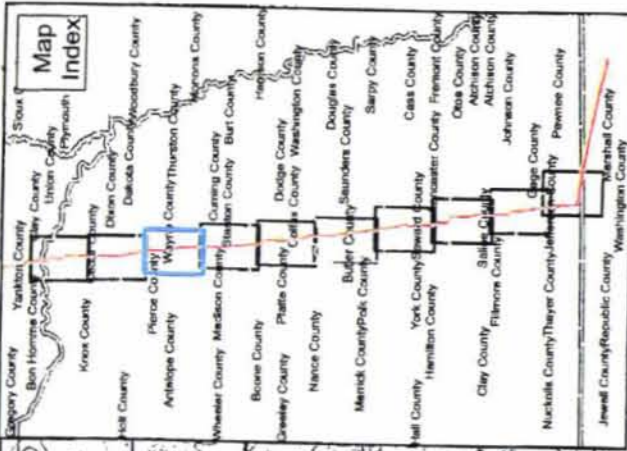 Map
Index
Sioux C
Gregory County
Yankton County
Union County
Plymouth
Bon Homme County
Clay County
Woodbury County
Knox County
Cedar County
Dixon County
Dakota County
Holt County
Pierce County
Wayne County
Thurston County
Monona County
Antelope County
Cuming County
Burt County
Harrison County
Wheeler County
Madison County
Stanton County
Boone County
Dodge County
Washington County
Greeley County
Platte County
Colfax County
Douglas County
Nance County
Saunders County
Sarpy County
Butler County
Merrick County
Polk County
Cass County
Hall County
York County
Seward County
Lancaster County
Fremont County
Hamilton County
Otoe County
Atchison County
Atchison County
Clay County
Saline County
Fillmore County
Johnson County
Gage County
Pawnee County
Nuckolls County
Thayer County
Jefferson County
Marshall County
Jewell County
Republic County
Washington County